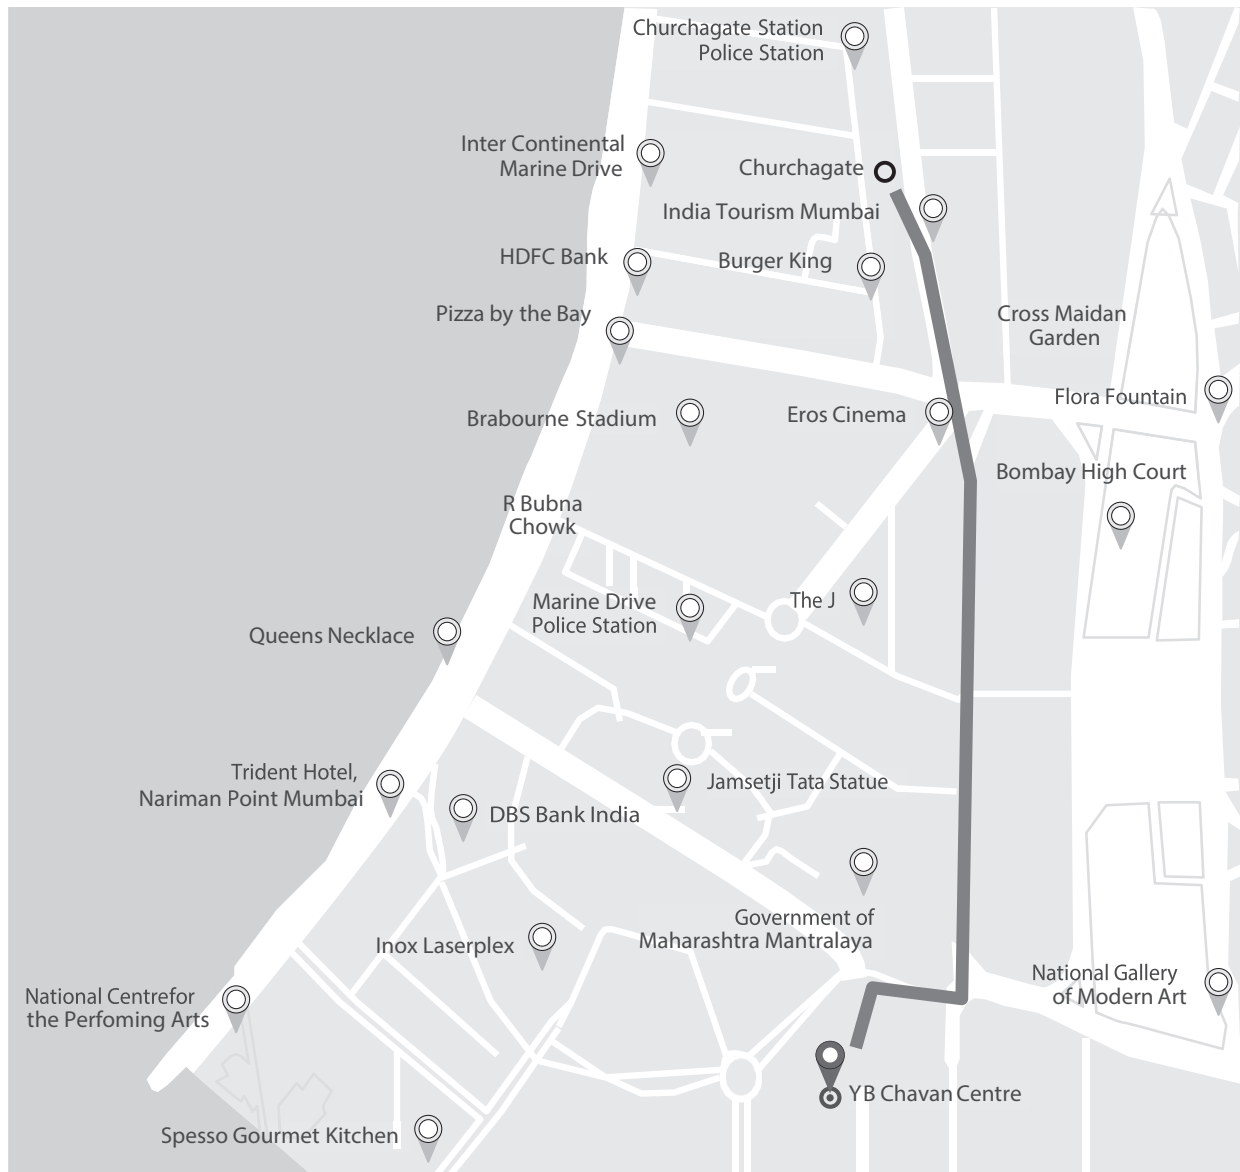 Churchagate Station
Police Station
Inter Continental
Marine Drive
Churchagate
India Tourism Mumbai
HDFC Bank
Burger King
Pizza by the Bay
Cross Maidan
Garden
Flora Fountain
Brabourne Stadium
Eros Cinema
Bombay High Court
R Bubna
Chowk
Marine Drive
Police Station
The J
Queens Necklace
Trident Hotel,
Nariman Point Mumbai
Jamsetji Tata Statue
DBS Bank India
Government of
Maharashtra Mantralaya
Inox Laserplex
National Gallery
of Modern Art
National Centrefor
the Perfoming Arts
YB Chavan Centre
Spesso Gourmet Kitchen